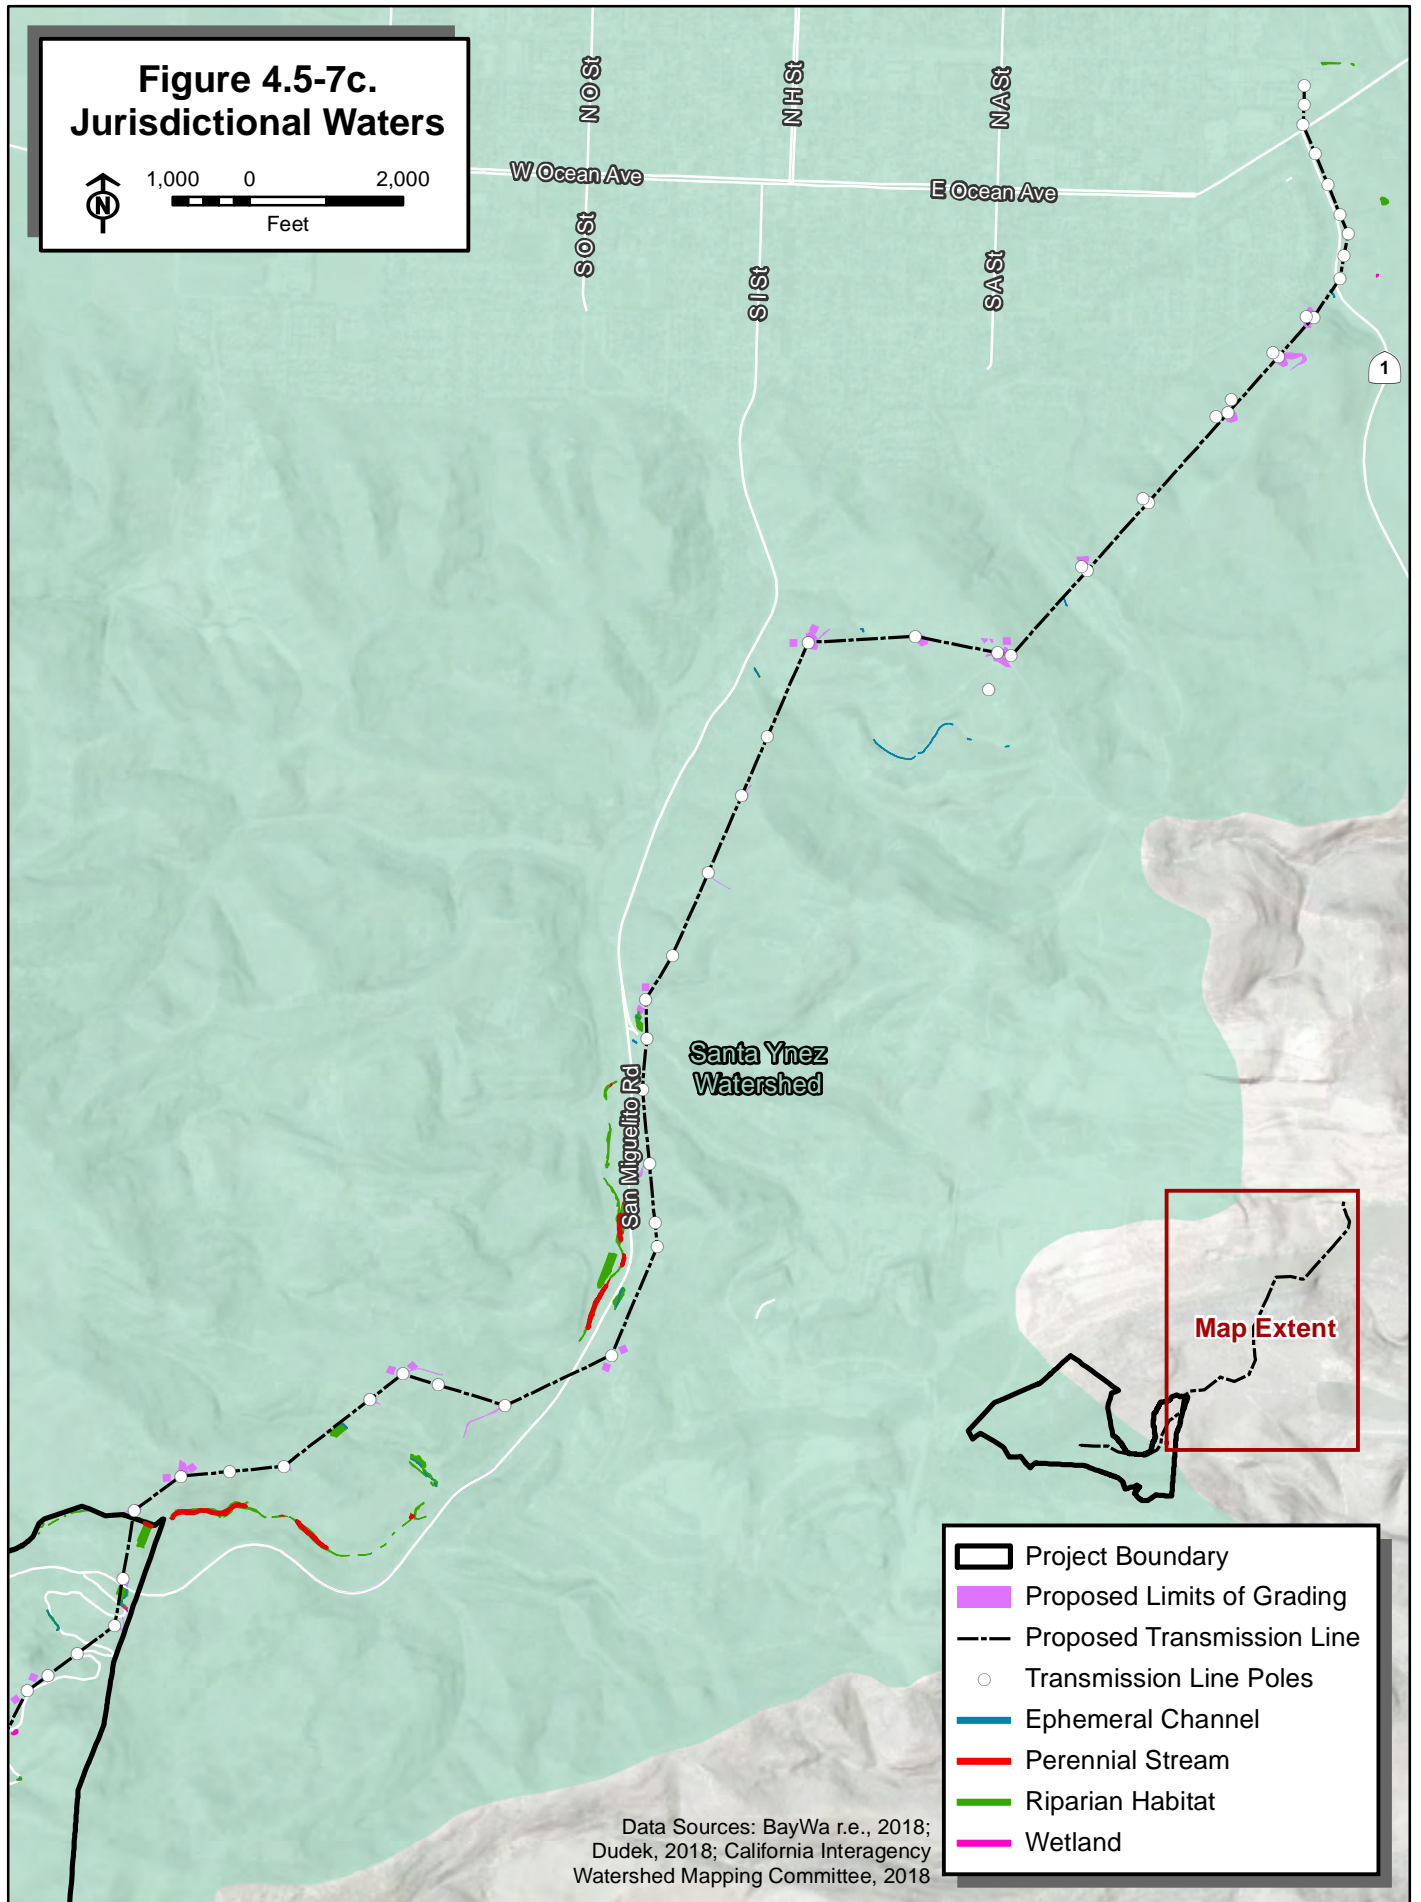 Figure 4.5-7c.
Jurisdictional Waters
1,000 0 2,000
Feet
N
N O St
N H St
N A St
W Ocean Ave
E Ocean Ave
S O St
S I St
S A St
1
Santa Ynez
Watershed
San Miguelito Rd
Map Extent
Project Boundary
Proposed Limits of Grading
Proposed Transmission Line
Transmission Line Poles
Ephemeral Channel
Perennial Stream
Riparian Habitat
Wetland
Data Sources: BayWa r.e., 2018;
Dudek, 2018; California Interagency
Watershed Mapping Committee, 2018